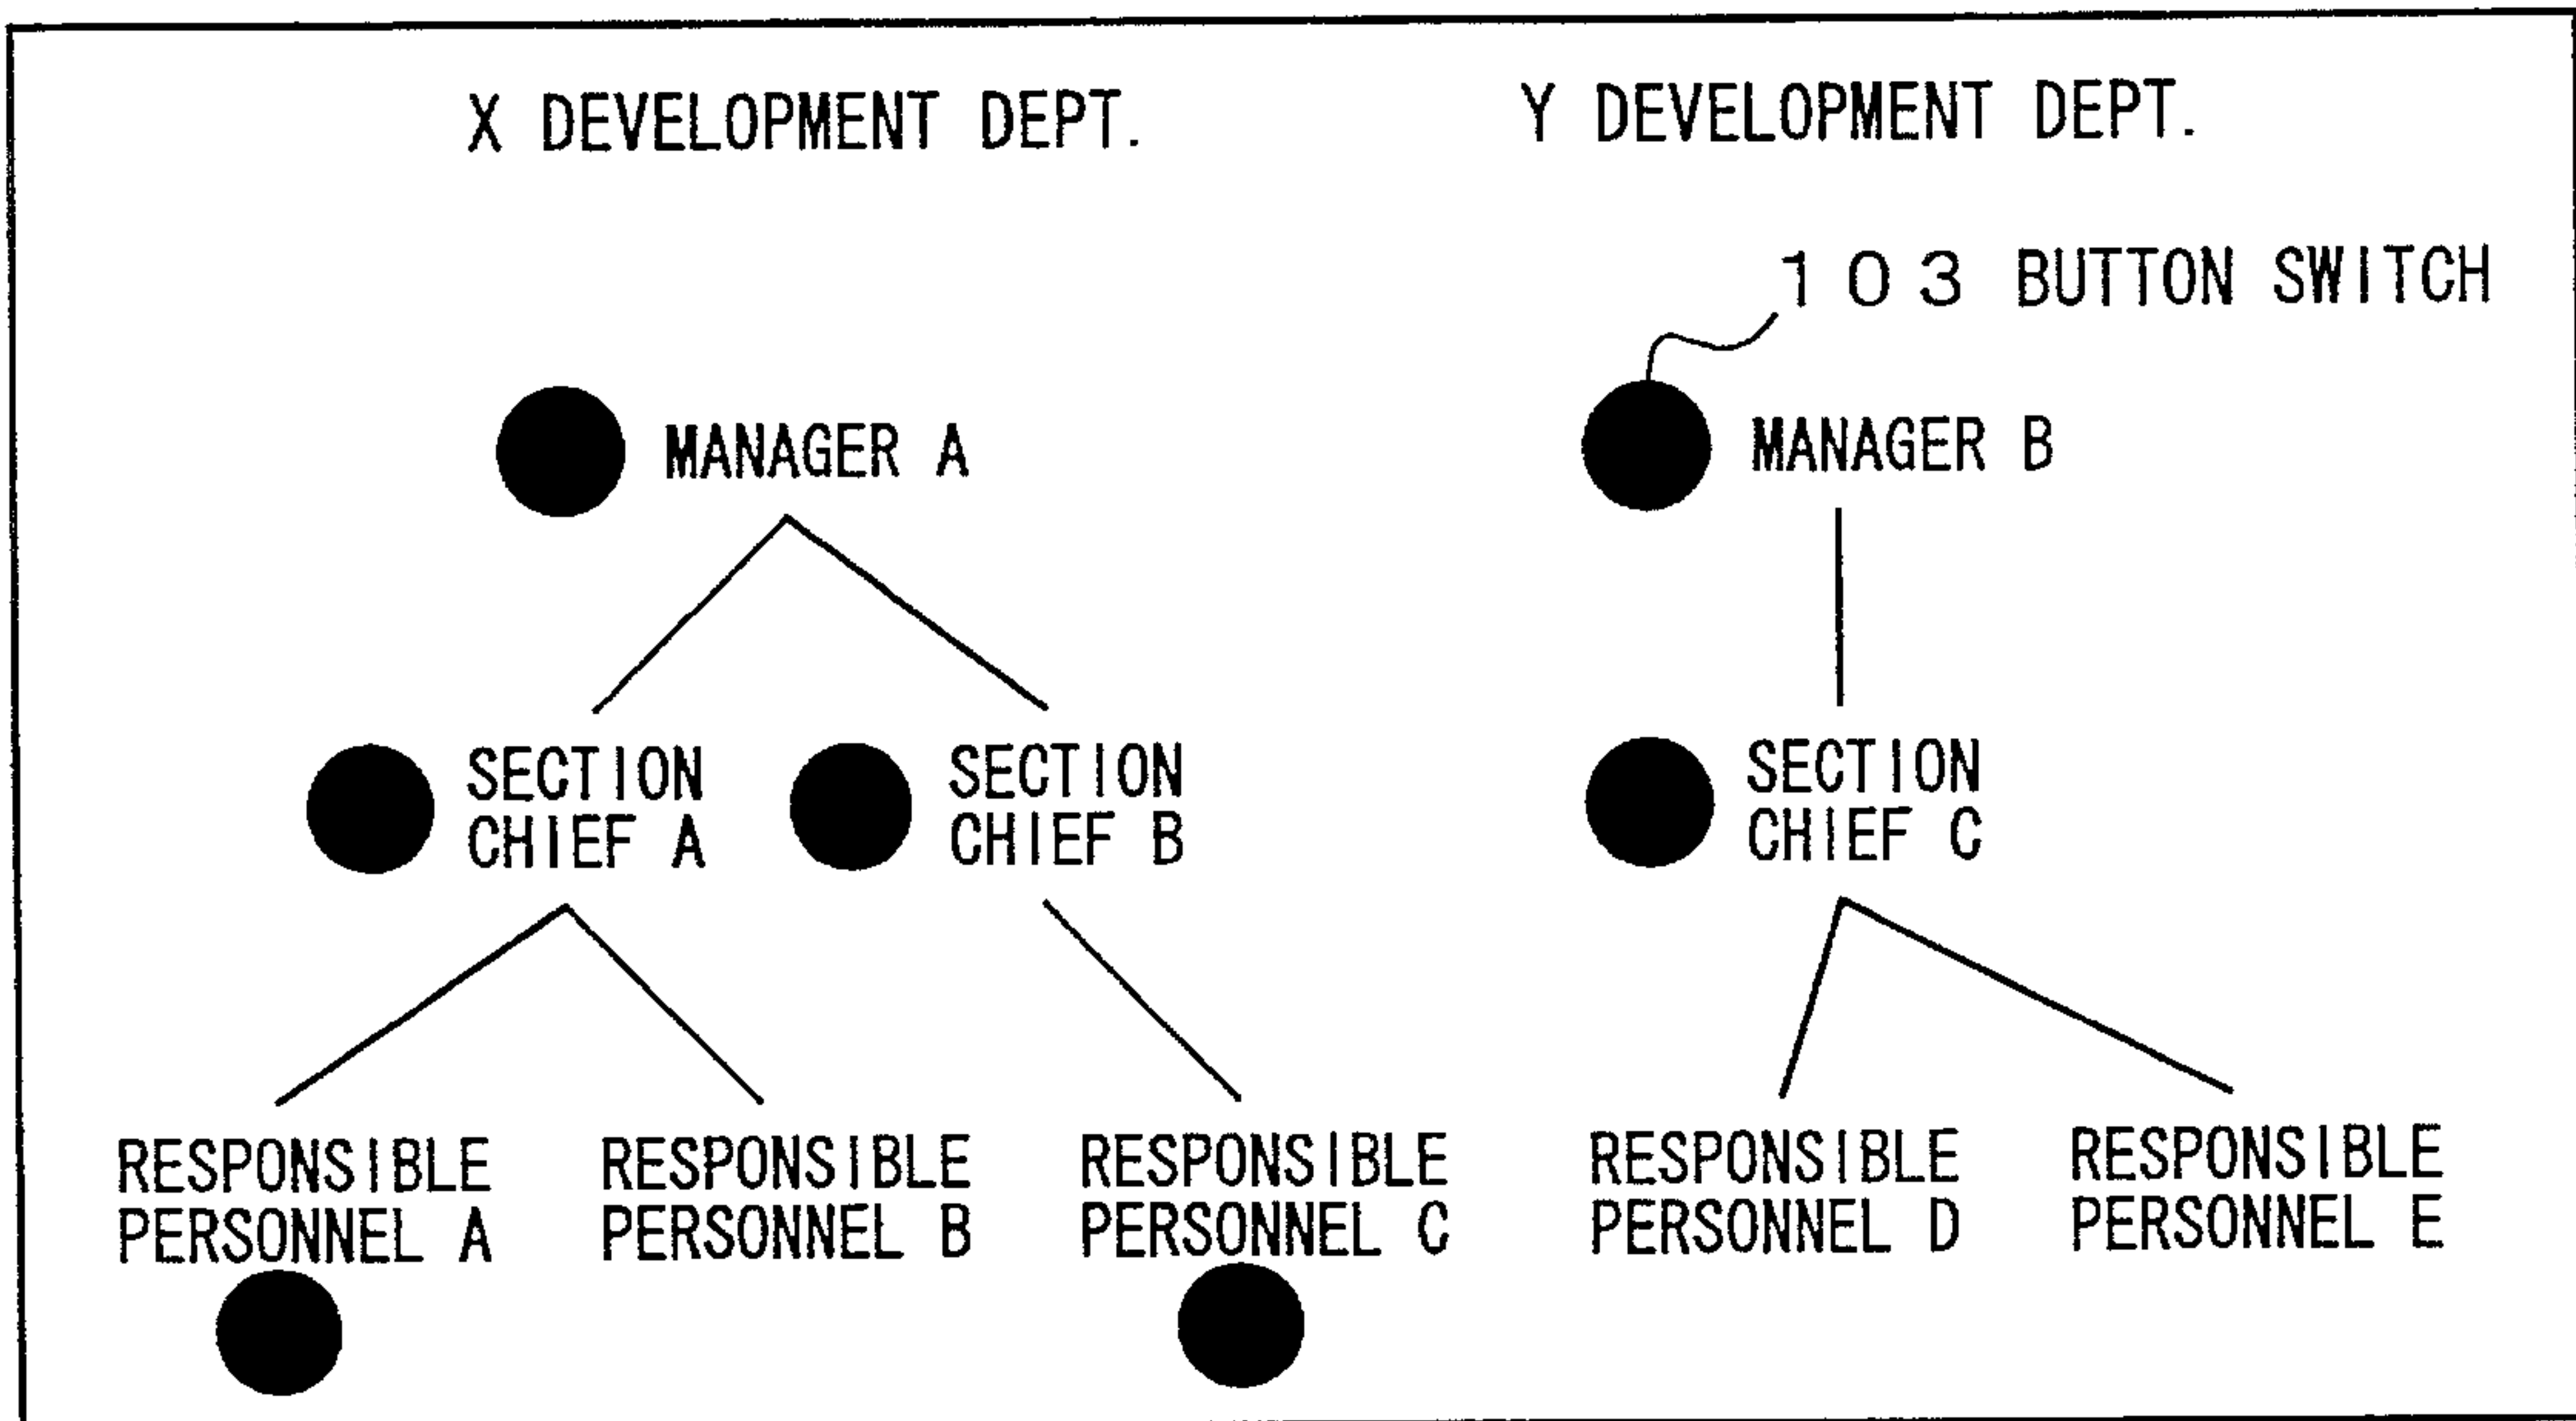 X DEVELOPMENT DEPT.
Y DEVELOPMENT DEPT.
103 BUTTON SWITCH
MANAGER A
MANAGER B
SECTION
CHIEF A
SECTION
CHIEF B
SECTION
CHIEF C
RESPONSIBLE
PERSONNEL A
RESPONSIBLE
PERSONNEL B
RESPONSIBLE
PERSONNEL C
RESPONSIBLE
PERSONNEL D
RESPONSIBLE
PERSONNEL E